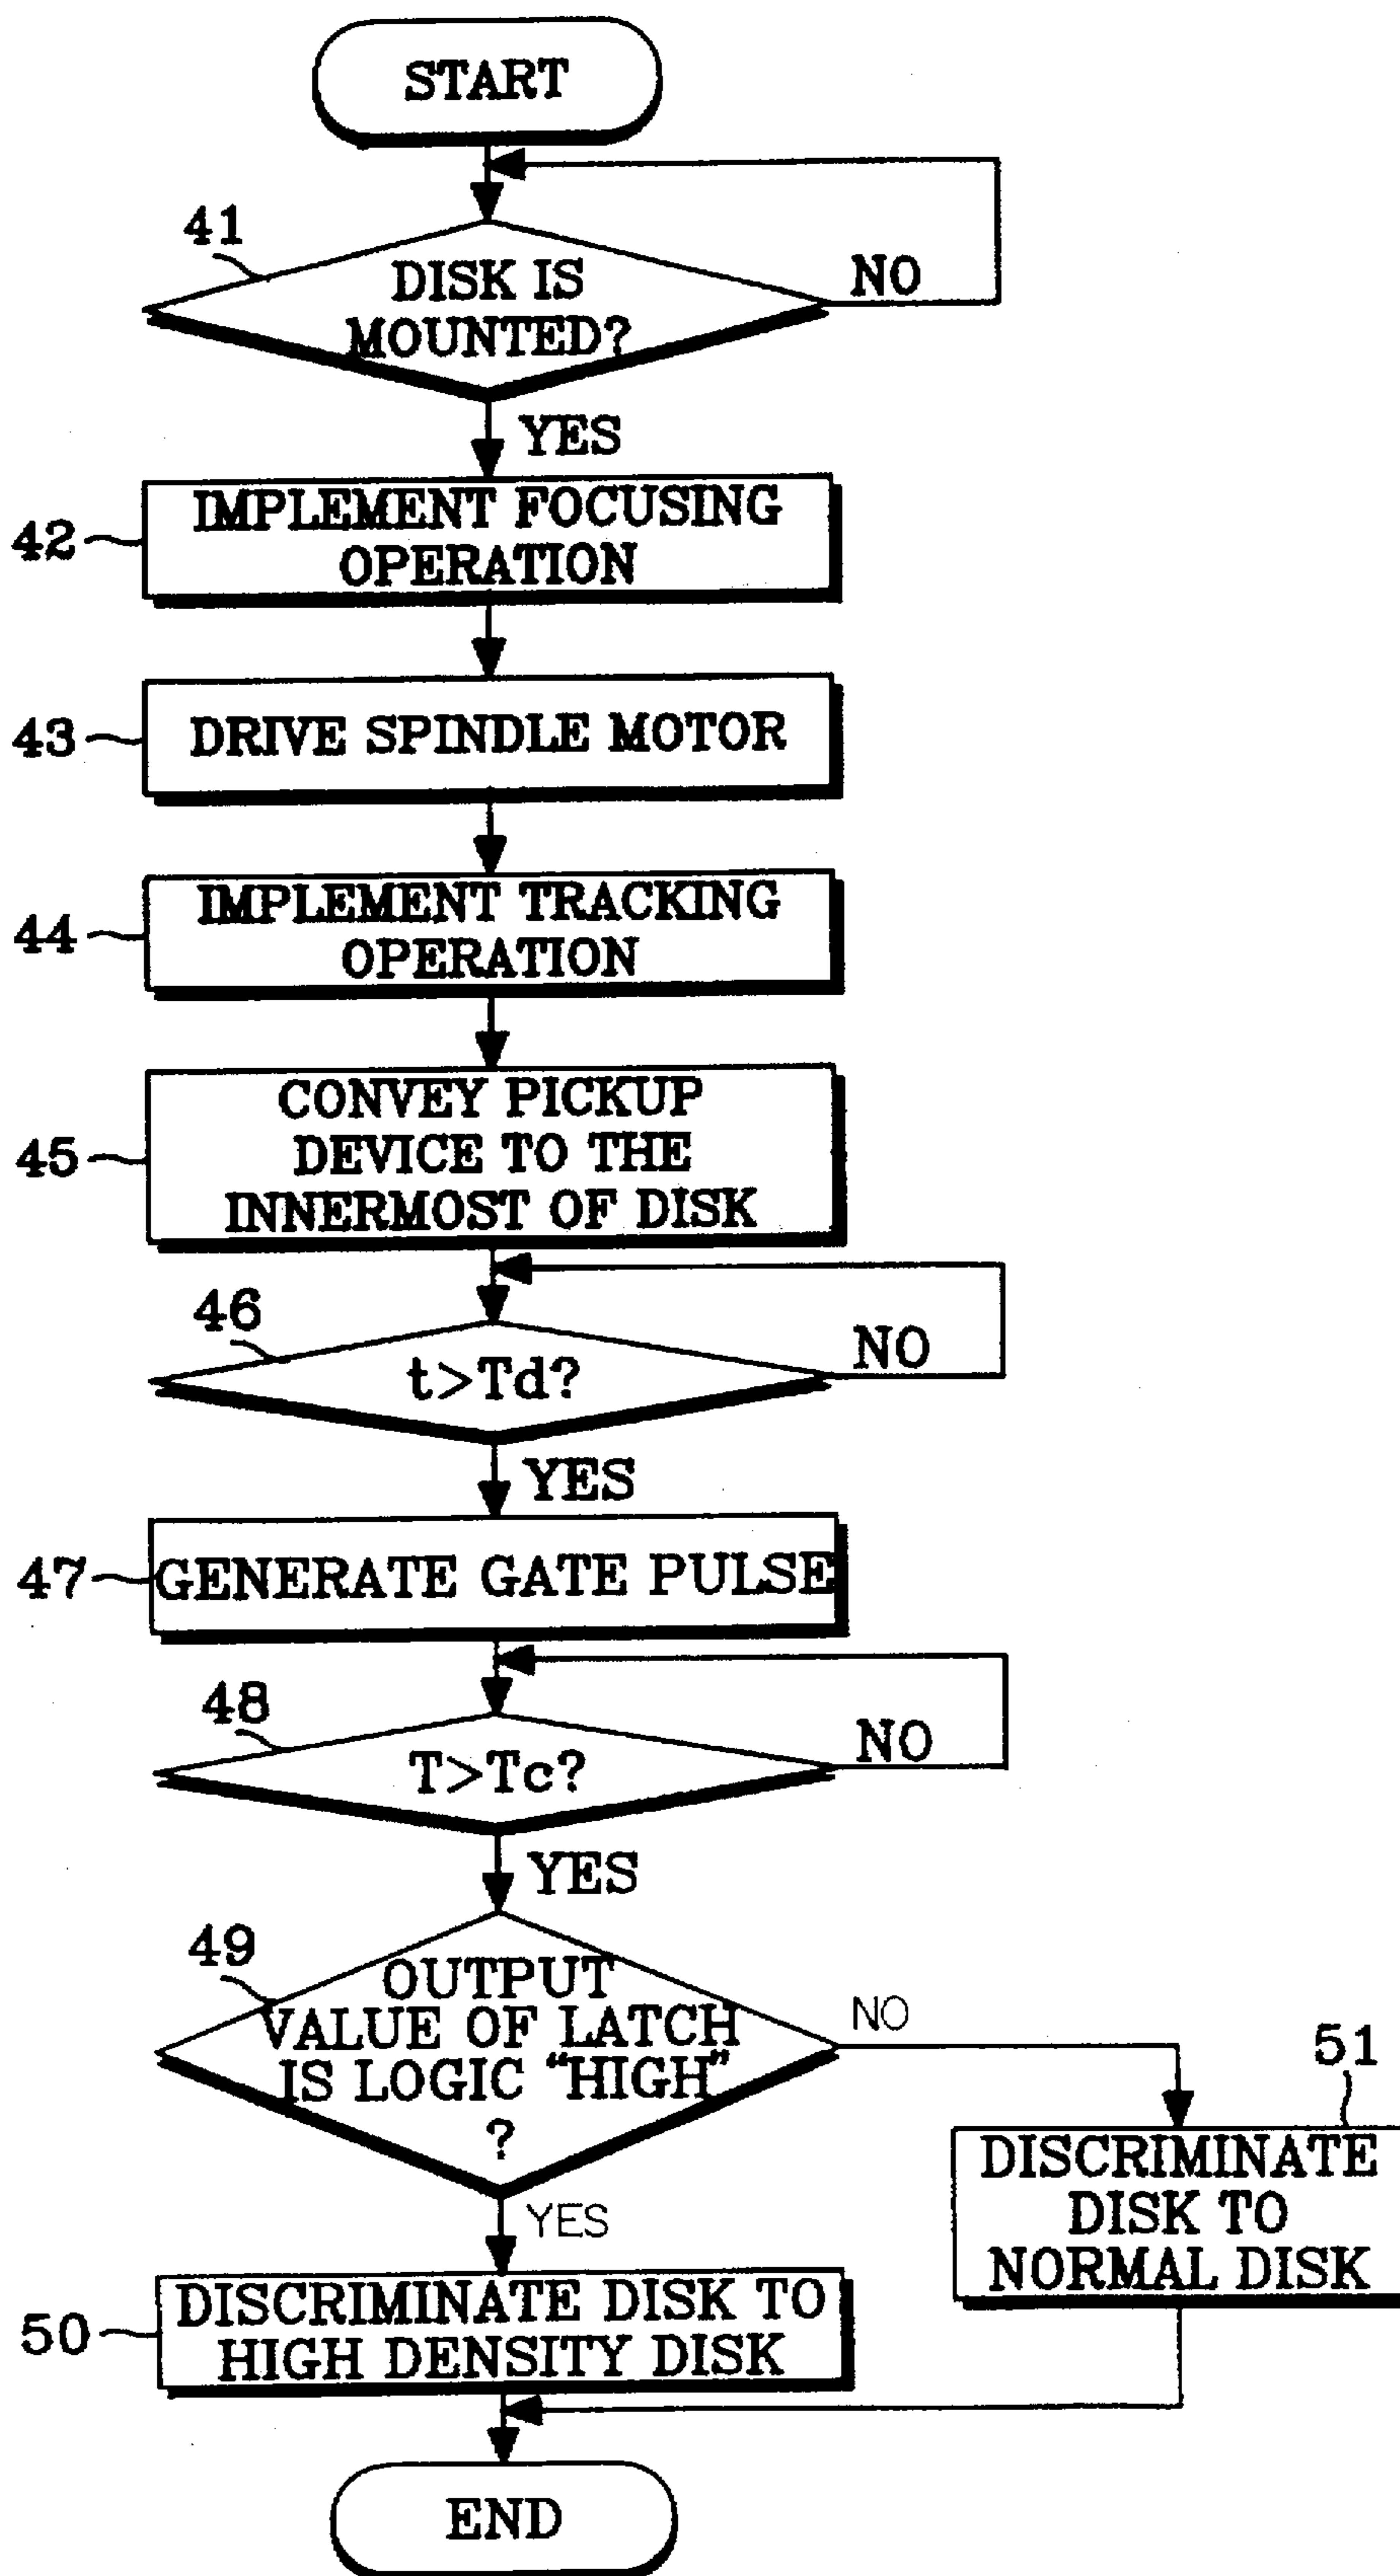 START
41
DISK IS
MOUNTED?
NO
YES
42
IMPLEMENT FOCUSING
OPERATION
43
DRIVE SPINDLE MOTOR
44
IMPLEMENT TRACKING
OPERATION
45
CONVEY PICKUP
DEVICE TO THE
INNERMOST OF DISK
46
t>Td?
NO
YES
47
GENERATE GATE PULSE
48
T>Tc?
NO
YES
49
OUTPUT
VALUE OF LATCH
IS LOGIC “HIGH”
?
NO
YES
51
DISCRIMINATE
DISK TO
NORMAL DISK
50
DISCRIMINATE DISK TO
HIGH DENSITY DISK
END